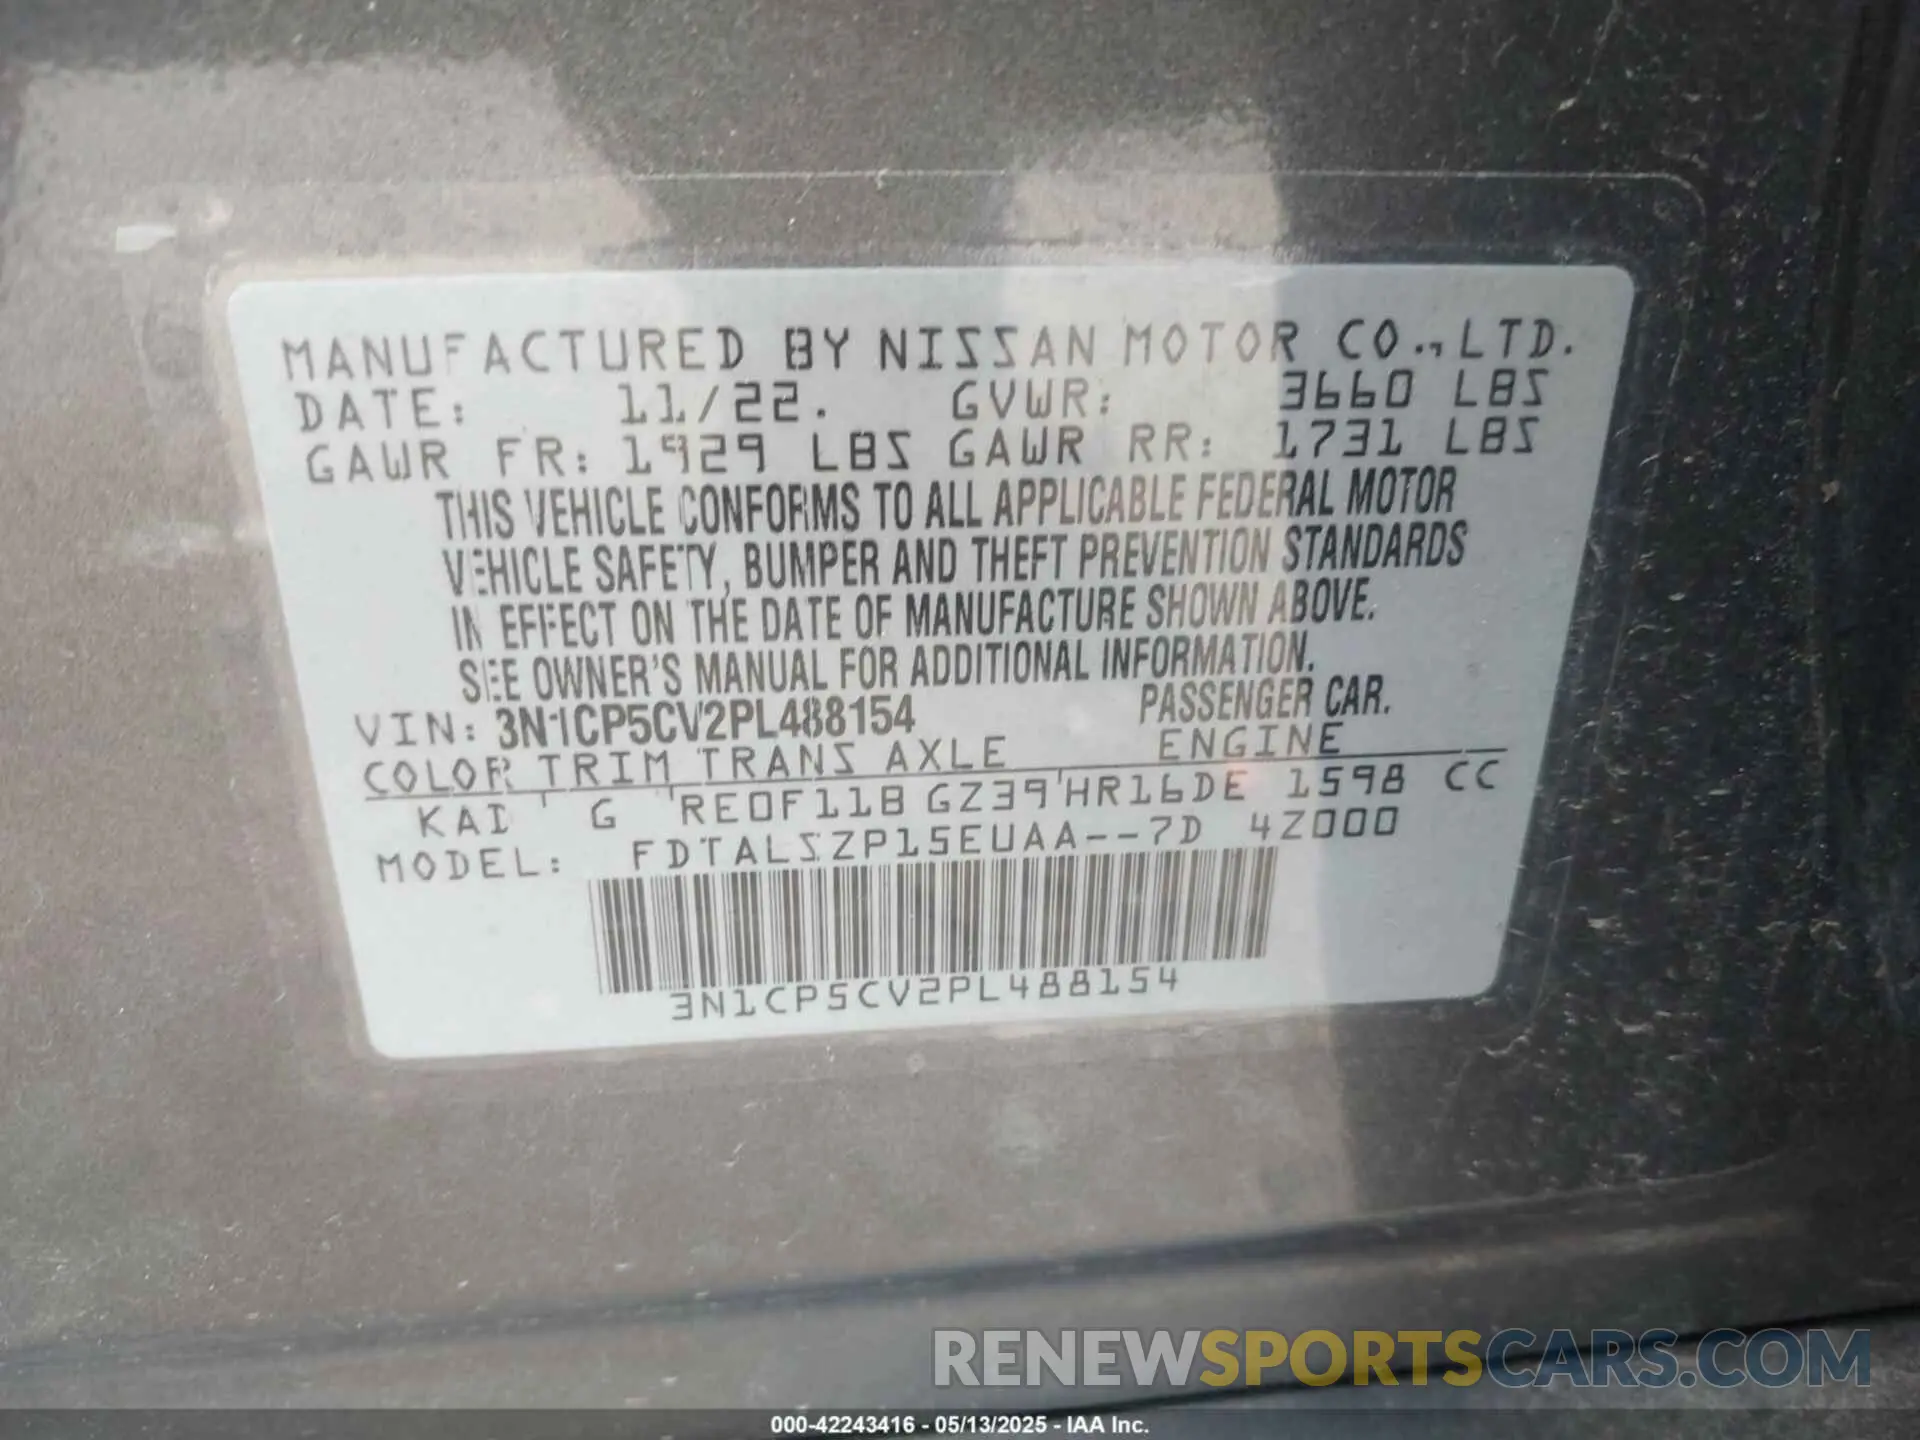 MANUFACTURED BY NISSAN MOTOR CO., LTD.
DATE: 11/22. GVWR: 3660 LBS
GAWR FR: 1929 LBS GAWR RR: 1731 LBS
THIS VEHICLE CONFORMS TO ALL APPLICABLE FEDERAL MOTOR
VEHICLE SAFETY, BUMPER AND THEFT PREVENTION STANDARDS
IN EFFECT ON THE DATE OF MANUFACTURE SHOWN ABOVE.
SEE OWNER'S MANUAL FOR ADDITIONAL INFORMATION.
VIN: 3N1CP5CV2PL488154 PASSENGER CAR.
COLOR TRIM TRANS AXLE ENGINE
KAD G RE0F11B GZ39 HR16DE 1598 CC
MODEL: FDTALSZP15EUAA--7D 4Z000
3N1CP5CV2PL488154
RENEWSPORTSCARS.COM
000-42243416 - 05/13/2025 - IAA Inc.